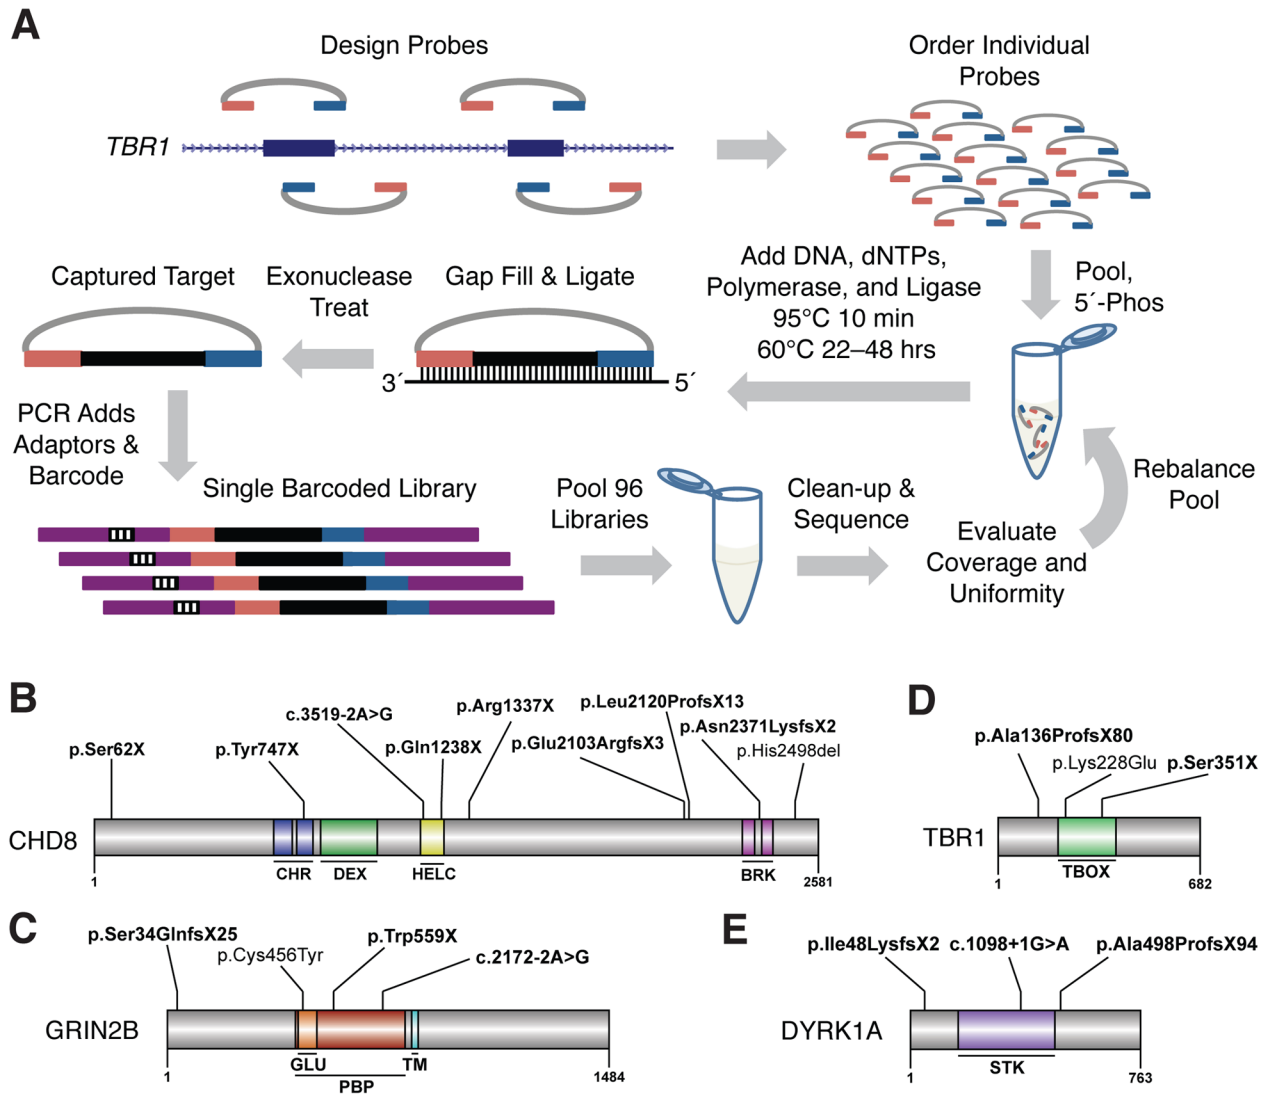 A
Design Probes
Order Individual
Probes
TBR1
Captured Target
Exonuclease
Treat
Gap Fill & Ligate
Add DNA, dNTPs,
Polymerase, and Ligase
95°C 10 min
60°C 22–48 hrs
Pool,
5´-Phos
3´
5´
PCR Adds
Adaptors &
Barcode
Single Barcoded Library
Pool 96
Libraries
Clean-up &
Sequence
Evaluate
Coverage and
Uniformity
Rebalance
Pool
B
p.Ser62X
p.Tyr747X
c.3519-2A>G
p.Gln1238X
p.Arg1337X
p.Glu2103ArgfsX3
p.Leu2120ProfsX13
p.Asn2371LysfsX2
p.His2498del
CHD8
CHR
DEX
HELC
BRK
1
2581
D
p.Ala136ProfsX80
p.Lys228Glu
p.Ser351X
TBR1
TBOX
1
682
C
p.Ser34GlnfsX25
p.Cys456Tyr
p.Trp559X
c.2172-2A>G
GRIN2B
GLU
TM
PBP
1
1484
E
p.Ile48LysfsX2
c.1098+1G>A
p.Ala498ProfsX94
DYRK1A
STK
1
763